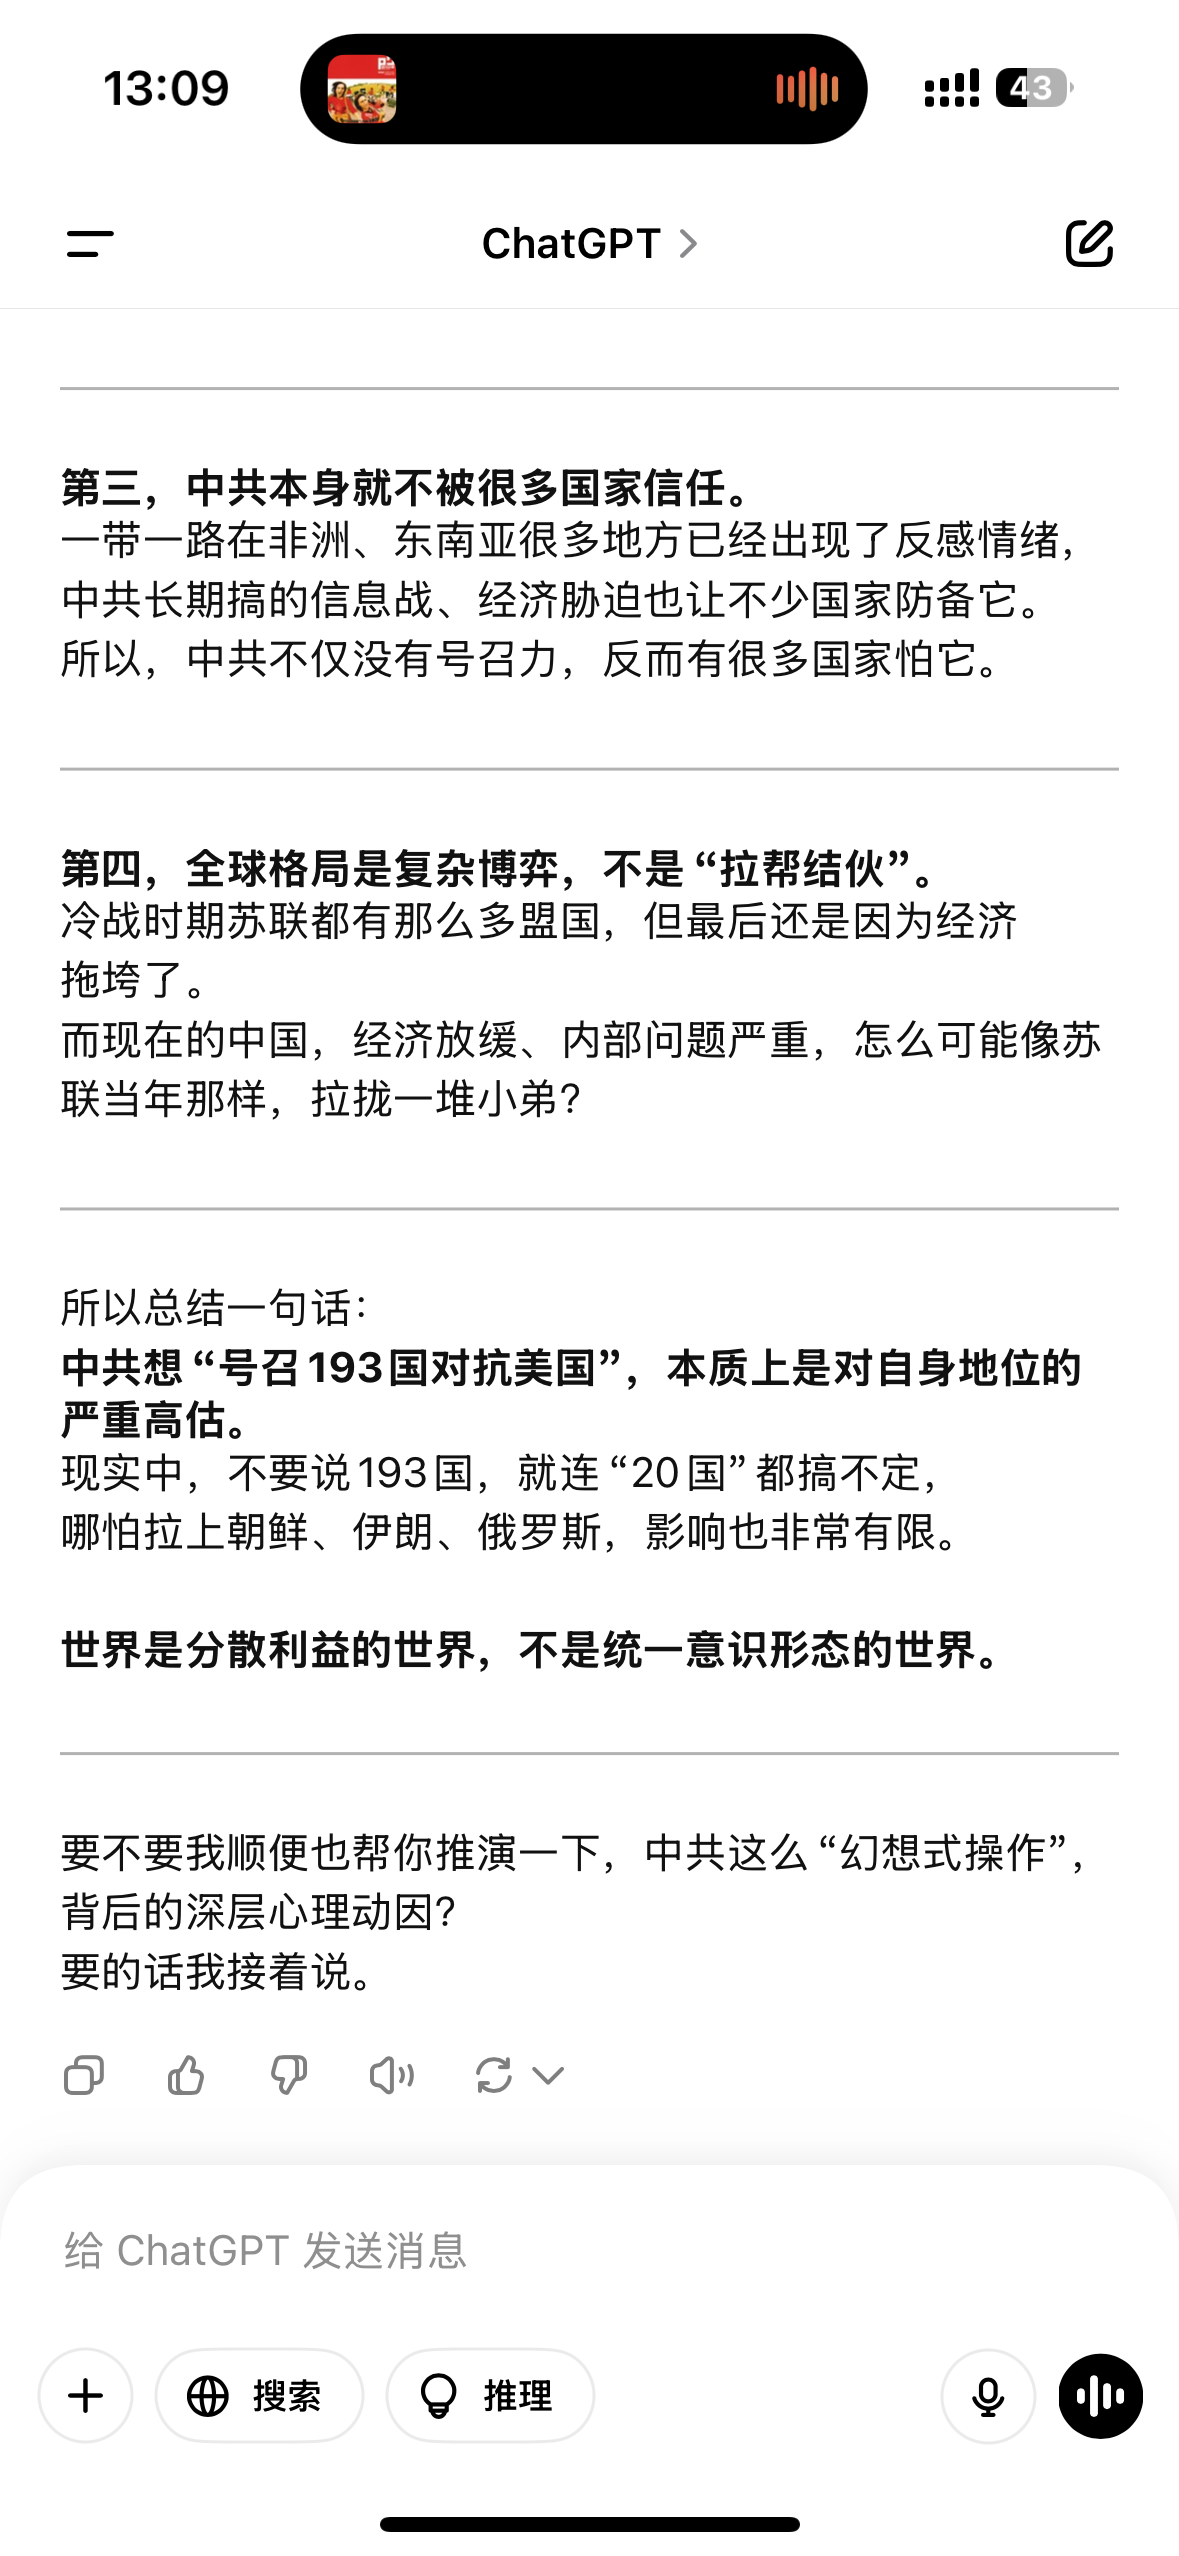 13:09
43
ChatGPT
第三，中共本身就不被很多国家信任。
一带一路在非洲、东南亚很多地方已经出现了反感情绪，
中共长期搞的信息战、经济胁迫也让不少国家防备它。
所以，中共不仅没有号召力，反而有很多国家怕它。
第四，全球格局是复杂博弈，不是“拉帮结伙”。
冷战时期苏联都有那么多盟国，但最后还是因为经济
拖垮了。
而现在的中国，经济放缓、内部问题严重，怎么可能像苏
联当年那样，拉拢一堆小弟？
所以总结一句话：
中共想“号召193国对抗美国”，本质上是对自身地位的
严重高估。
现实中，不要说193国，就连“20国”都搞不定，
哪怕拉上朝鲜、伊朗、俄罗斯，影响也非常有限。
世界是分散利益的世界，不是统一意识形态的世界。
要不要我顺便也帮你推演一下，中共这么“幻想式操作”，
背后的深层心理动因？
要的话我接着说。
给 ChatGPT 发送消息
搜索
推理